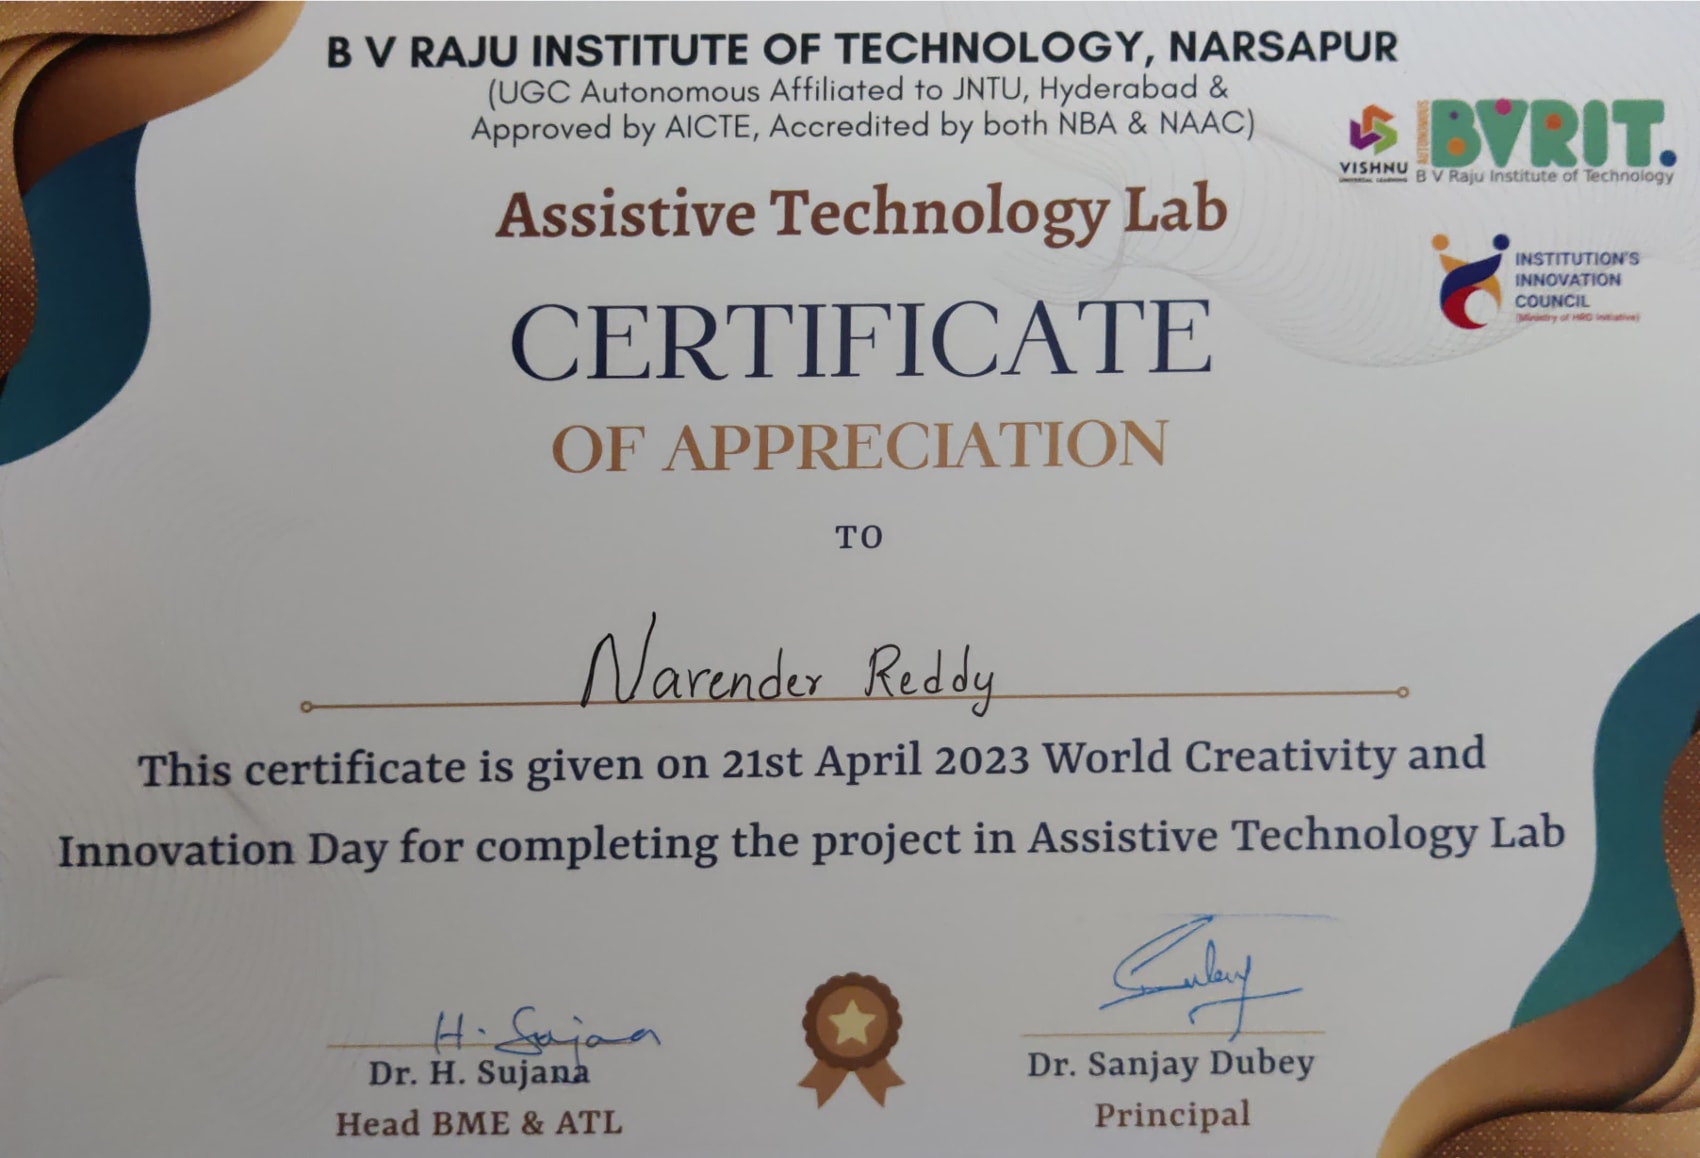 B V RAJU INSTITUTE OF TECHNOLOGY, NARSAPUR
(UGC Autonomous Affiliated to JNTU, Hyderabad &
Approved by AICTE, Accredited by both NBA & NAAC)
VISHNU
UNIVERSAL LEARNING
AUTONOMOUS
BVRIT.
B V Raju Institute of Technology
Assistive Technology Lab
INSTITUTION'S
INNOVATION
COUNCIL
(Ministry of HRD Initiative)
CERTIFICATE
OF APPRECIATION
TO
Narender Reddy
This certificate is given on 21st April 2023 World Creativity and
Innovation Day for completing the project in Assistive Technology Lab
H. Sujana
Dr. H. Sujana
Head BME & ATL
Dr. Sanjay Dubey
Principal